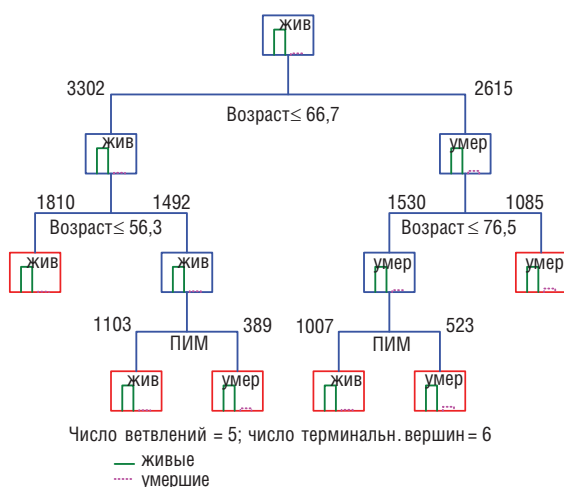 жив
3302 2615
Возраст≤ 66,7
жив умер
1810 1492 1530 1085
Возраст≤ 56,3 Возраст≤ 76,5
жив жив умер умер
1103 389 1007 523
ПИМ ПИМ
жив умер жив умер
Число ветвлений = 5; число терминальн. вершин = 6
живые
умершие